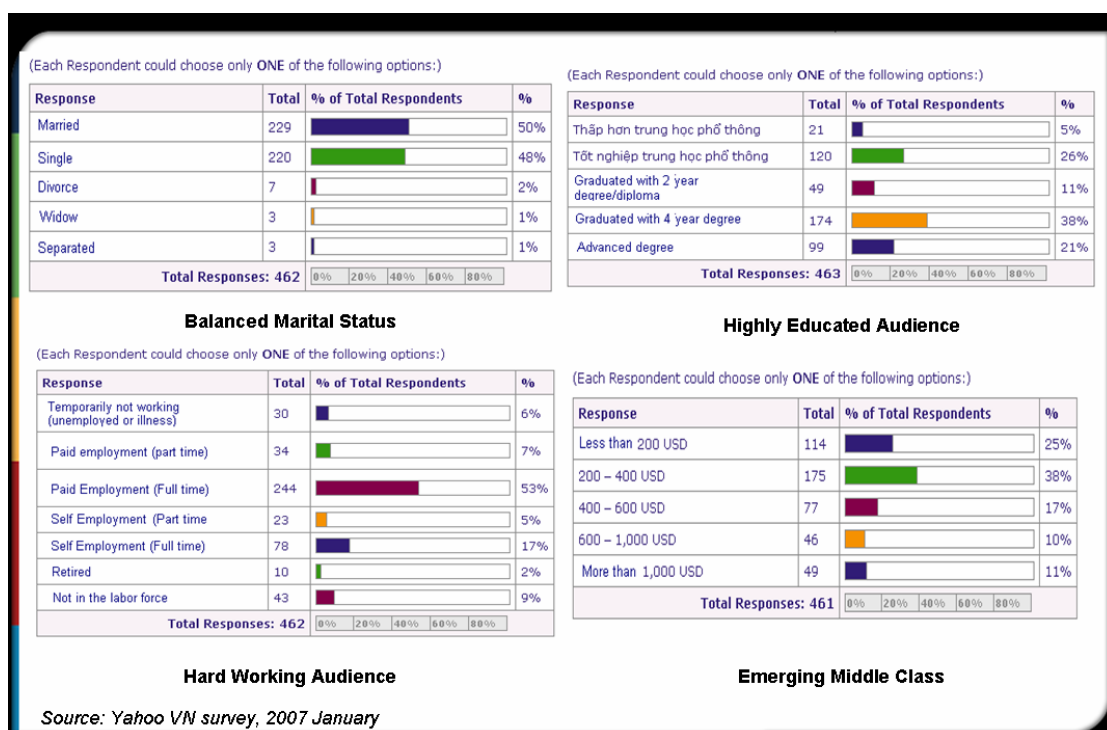 (Each Respondent could choose only ONE of the following options:)
Response Total % of Total Respondents %
Married 229 50%
Single 220 48%
Divorce 7 2%
Widow 3 1%
Separated 3 1%
Total Responses: 462 0% 20% 40% 60% 80%
Balanced Marital Status
(Each Respondent could choose only ONE of the following options:)
Response Total % of Total Respondents %
Thấp hơn trung học phổ thông 21 5%
Tốt nghiệp trung học phổ thông 120 26%
Graduated with 2 year
degree/diploma 49 11%
Graduated with 4 year degree 174 38%
Advanced degree 99 21%
Total Responses: 463 0% 20% 40% 60% 80%
Highly Educated Audience
(Each Respondent could choose only ONE of the following options:)
Response Total % of Total Respondents %
Temporarily not working
(unemployed or illness) 30 6%
Paid employment (part time) 34 7%
Paid Employment (Full time) 244 53%
Self Employment (Part time 23 5%
Self Employment (Full time) 78 17%
Retired 10 2%
Not in the labor force 43 9%
Total Responses: 462 0% 20% 40% 60% 80%
Hard Working Audience
(Each Respondent could choose only ONE of the following options:)
Response Total % of Total Respondents %
Less than 200 USD 114 25%
200 – 400 USD 175 38%
400 – 600 USD 77 17%
600 – 1,000 USD 46 10%
More than 1,000 USD 49 11%
Total Responses: 461 0% 20% 40% 60% 80%
Emerging Middle Class
Source: Yahoo VN survey, 2007 January